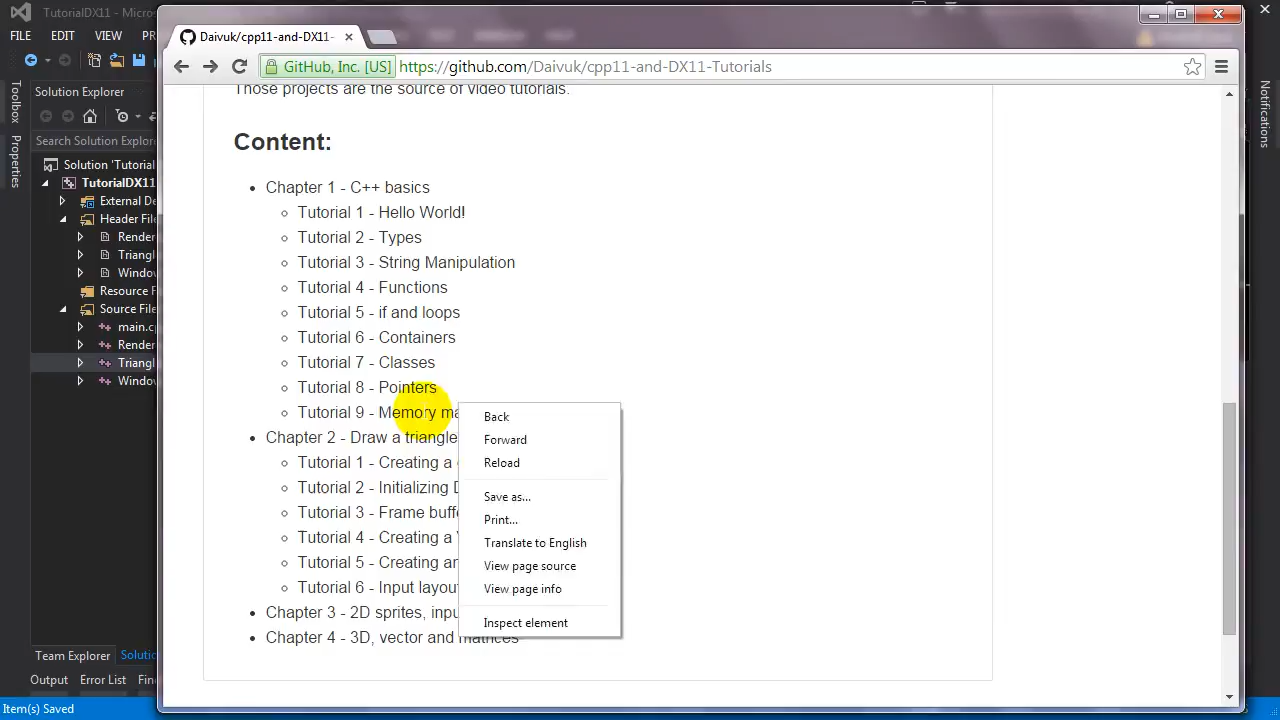 TutorialDX11 - Micros
FILE EDIT VIEW
Solution Explorer
Search Solution Explor
Solution 'Tutorial
TutorialDX11
External De
Header File
Render
Triangl
Window
Resource F
Source File
main.cp
Render
Triangl
Window
Team Explorer Solutio
Output Error List Fin
Item(s) Saved
Toolbox
Properties
Notifications
Daivuk/cpp11-and-DX11-
GitHub, Inc. [US] https://github.com/Daivuk/cpp11-and-DX11-Tutorials
Those projects are the source of video tutorials.
Content:
Chapter 1 - C++ basics
Tutorial 1 - Hello World!
Tutorial 2 - Types
Tutorial 3 - String Manipulation
Tutorial 4 - Functions
Tutorial 5 - if and loops
Tutorial 6 - Containers
Tutorial 7 - Classes
Tutorial 8 - Pointers
Tutorial 9 - Memory ma
Chapter 2 - Draw a triangle
Tutorial 1 - Creating a
Tutorial 2 - Initializing D
Tutorial 3 - Frame buffe
Tutorial 4 - Creating a V
Tutorial 5 - Creating an
Tutorial 6 - Input layou
Chapter 3 - 2D sprites, inpu
Chapter 4 - 3D, vector and matrices
Back
Forward
Reload
Save as...
Print...
Translate to English
View page source
View page info
Inspect element